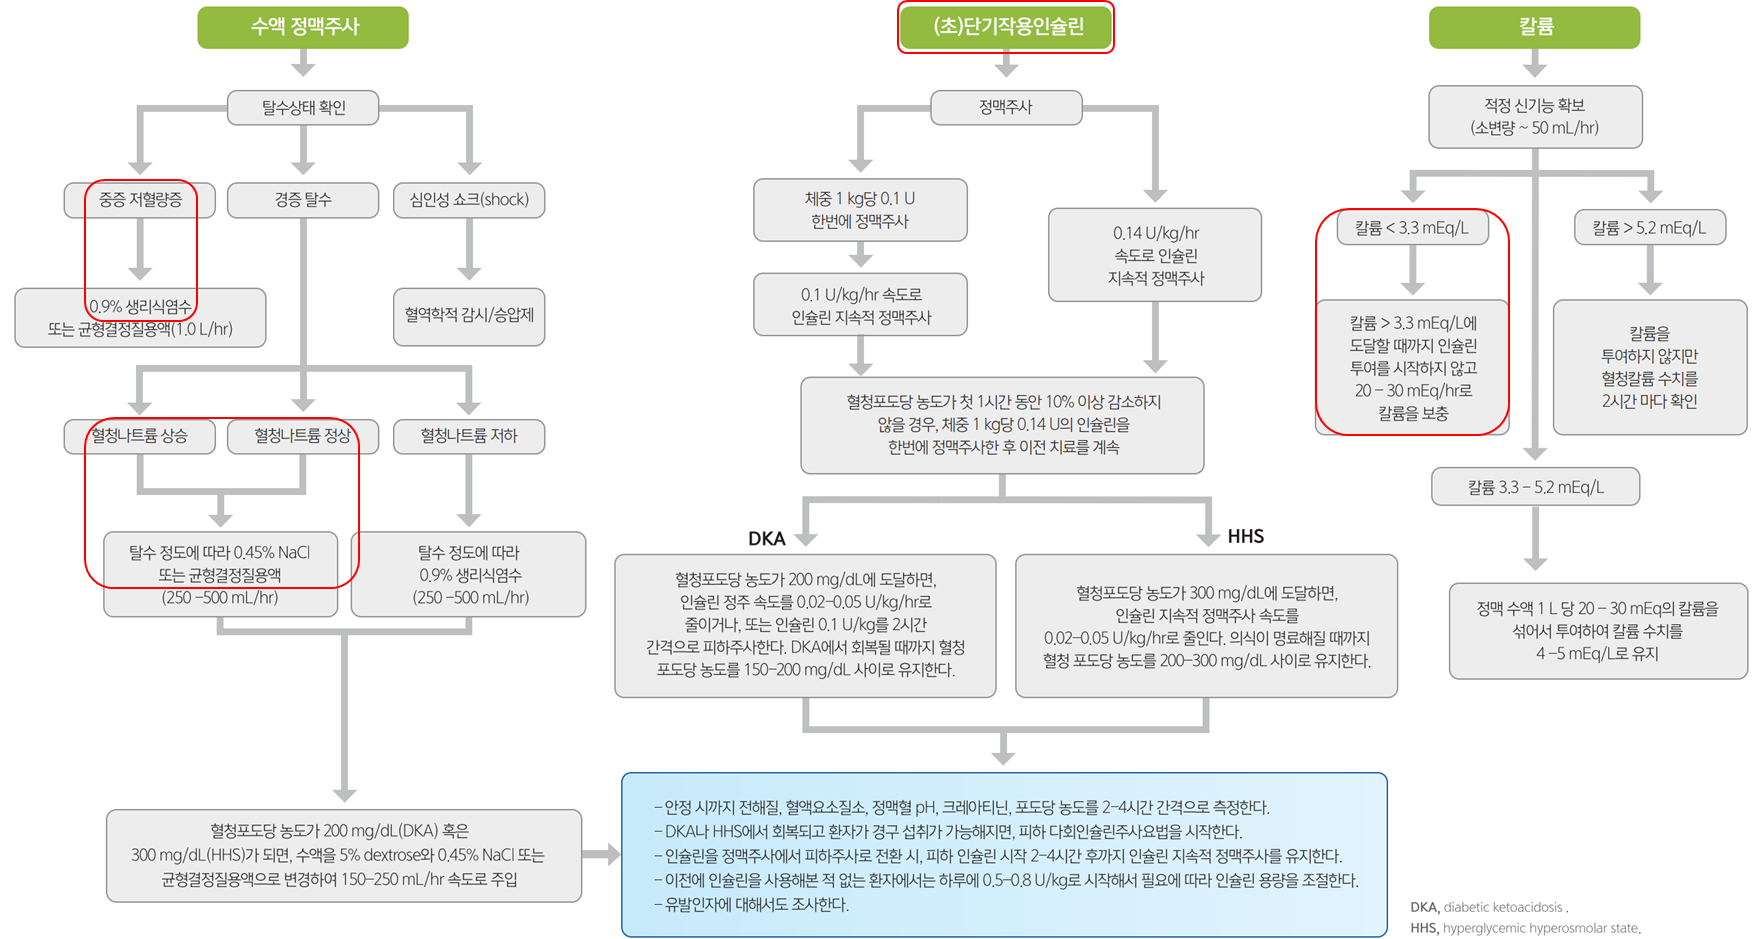 수액 정맥주사
탈수상태 확인
중증 저혈량증
경증 탈수
심인성 쇼크(shock)
0.9% 생리식염수
또는 균형결정질용액(1.0 L/hr)
혈역학적 감시/승압제
혈청나트륨 상승
혈청나트륨 정상
혈청나트륨 저하
탈수 정도에 따라 0.45% NaCl
또는 균형결정질용액
(250 –500 mL/hr)
탈수 정도에 따라
0.9% 생리식염수
(250 –500 mL/hr)
혈청포도당 농도가 200 mg/dL(DKA) 혹은
300 mg/dL(HHS)가 되면, 수액을 5% dextrose와 0.45% NaCl 또는
균형결정질용액으로 변경하여 150–250 mL/hr 속도로 주입
(초)단기작용인슐린
정맥주사
체중 1 kg당 0.1 U
한번에 정맥주사
0.1 U/kg/hr 속도로
인슐린 지속적 정맥주사
0.14 U/kg/hr
속도로 인슐린
지속적 정맥주사
혈청포도당 농도가 첫 1시간 동안 10% 이상 감소하지
않을 경우, 체중 1 kg당 0.14 U의 인슐린을
한번에 정맥주사한 후 이전 치료를 계속
DKA
혈청포도당 농도가 200 mg/dL에 도달하면,
인슐린 정주 속도를 0.02–0.05 U/kg/hr로
줄이거나, 또는 인슐린 0.1 U/kg를 2시간
간격으로 피하주사한다. DKA에서 회복될 때까지 혈청
포도당 농도를 150–200 mg/dL 사이로 유지한다.
HHS
혈청포도당 농도가 300 mg/dL에 도달하면,
인슐린 지속적 정맥주사 속도를
0.02–0.05 U/kg/hr로 줄인다. 의식이 명료해질 때까지
혈청 포도당 농도를 200–300 mg/dL 사이로 유지한다.
– 안정 시까지 전해질, 혈액요소질소, 정맥혈 pH, 크레아티닌, 포도당 농도를 2–4시간 간격으로 측정한다.
– DKA나 HHS에서 회복되고 환자가 경구 섭취가 가능해지면, 피하 다회인슐린주사요법을 시작한다.
– 인슐린을 정맥주사에서 피하주사로 전환 시, 피하 인슐린 시작 2–4시간 후까지 인슐린 지속적 정맥주사를 유지한다.
– 이전에 인슐린을 사용해본 적 없는 환자에서는 하루에 0.5–0.8 U/kg로 시작해서 필요에 따라 인슐린 용량을 조절한다.
– 유발인자에 대해서도 조사한다.
칼륨
적정 신기능 확보
(소변량 ~ 50 mL/hr)
칼륨 < 3.3 mEq/L
칼륨 > 5.2 mEq/L
칼륨 > 3.3 mEq/L에
도달할 때까지 인슐린
투여를 시작하지 않고
20 – 30 mEq/hr로
칼륨을 보충
칼륨을
투여하지 않지만
혈청칼륨 수치를
2시간 마다 확인
칼륨 3.3 – 5.2 mEq/L
정맥 수액 1 L 당 20 – 30 mEq의 칼륨을
섞어서 투여하여 칼륨 수치를
4 –5 mEq/L로 유지
DKA, diabetic ketoacidosis .
HHS, hyperglycemic hyperosmolar state.